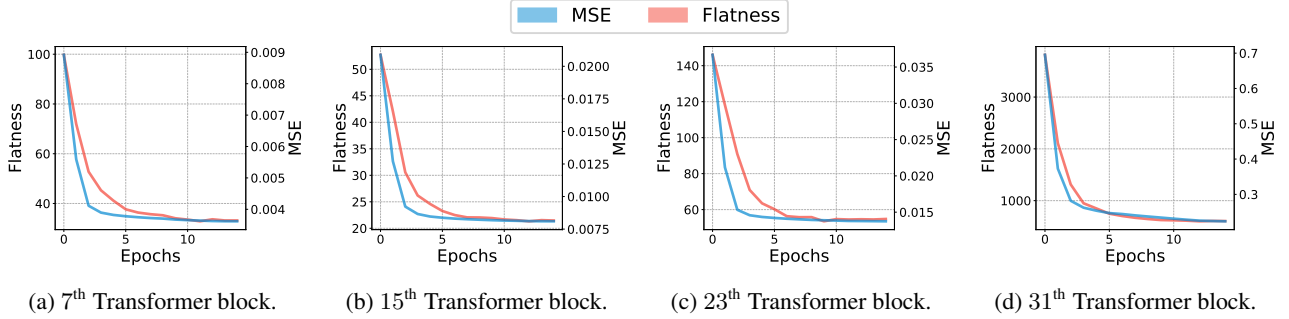 MSE Flatness
100
80
60
40
Flatness
0.009
0.008
0.007
0.006
0.005
0.004
MSE
0 5 10
Epochs
(a) 7th Transformer block.
50
45
40
35
30
25
20
Flatness
0.0200
0.0175
0.0150
0.0125
0.0100
0.0075
MSE
0 5 10
Epochs
(b) 15th Transformer block.
140
120
100
80
60
Flatness
0.035
0.030
0.025
0.020
0.015
MSE
0 5 10
Epochs
(c) 23th Transformer block.
3000
2000
1000
Flatness
0.7
0.6
0.5
0.4
0.3
MSE
0 5 10
Epochs
(d) 31th Transformer block.